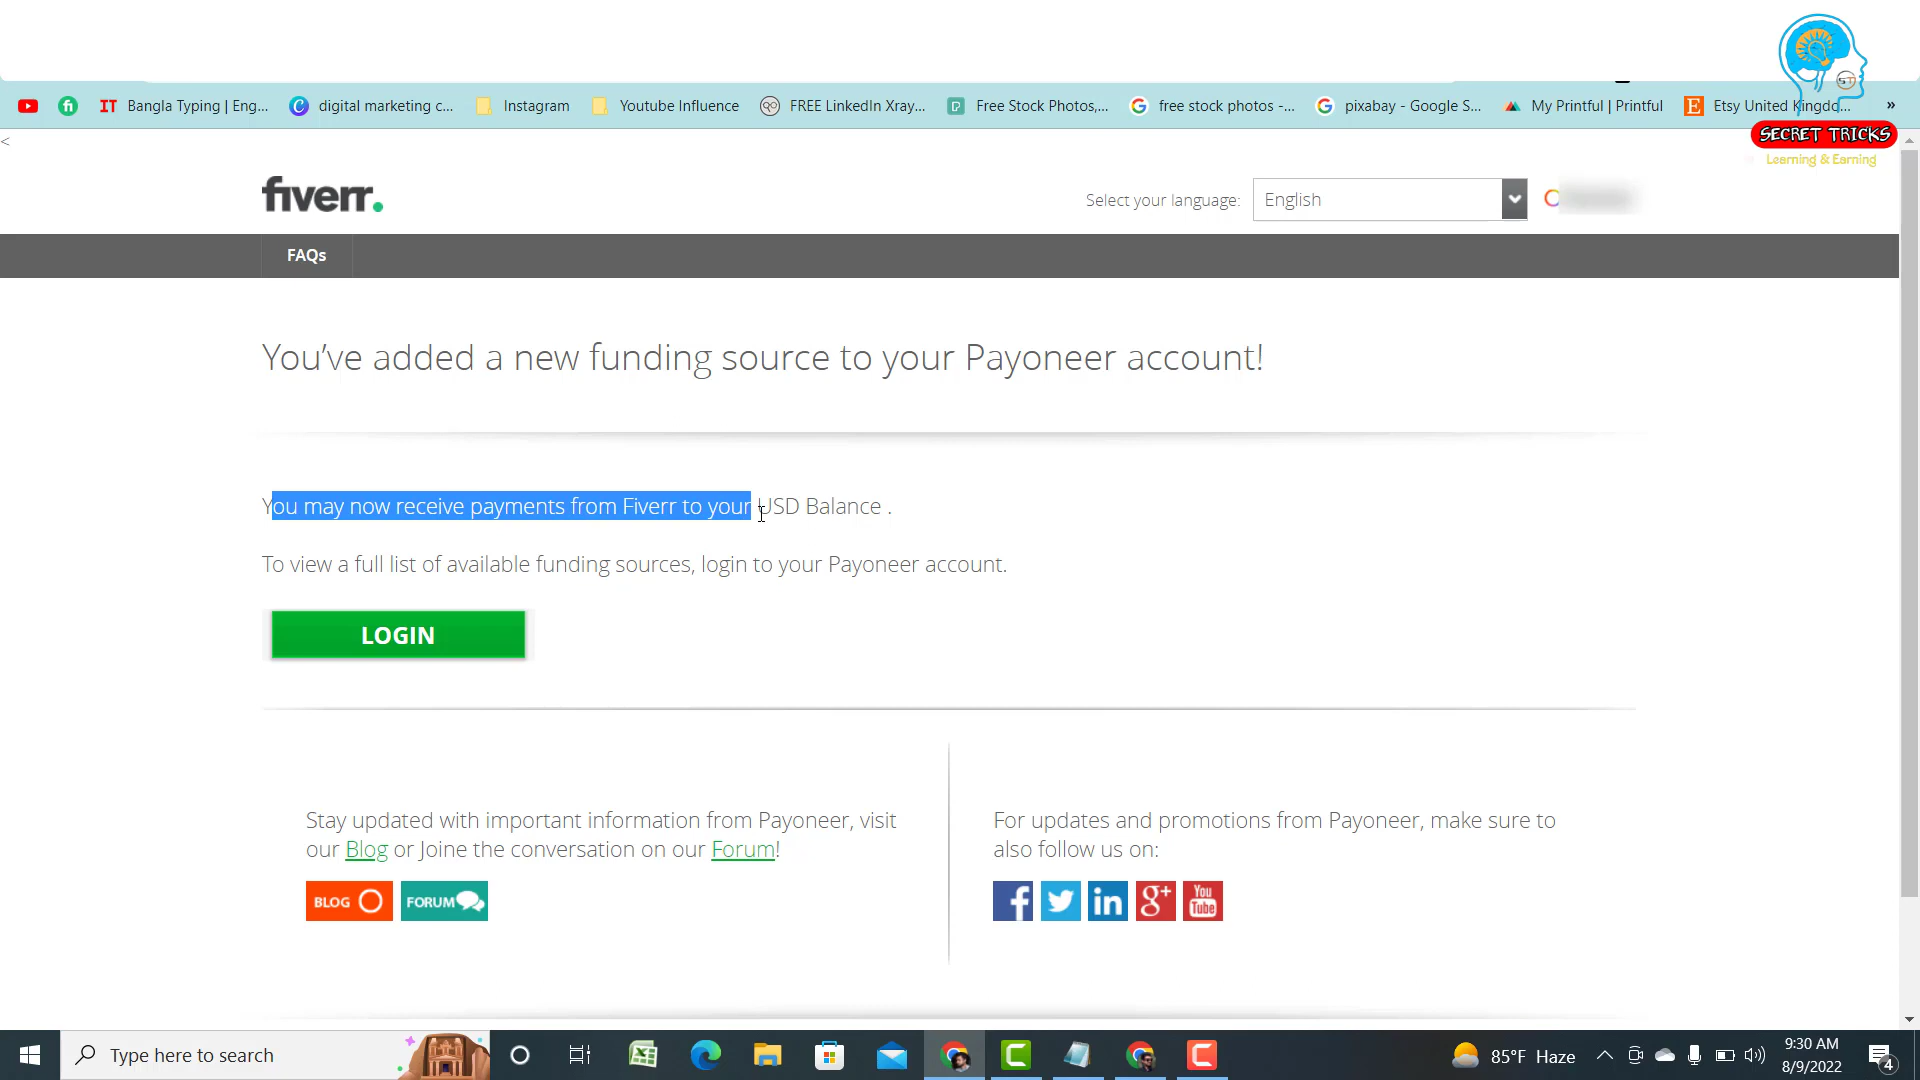 IT Bangla Typing | Eng...
digital marketing c...
Instagram
Youtube Influence
FREE LinkedIn Xray...
Free Stock Photos,...
free stock photos -...
pixabay - Google S...
My Printful | Printful
Etsy United Kingdo...
»
SECRET TRICKS
Learning & Earning
<
fiverr.
Select your language:
English
FAQs
You've added a new funding source to your Payoneer account!
You may now receive payments from Fiverr to your USD Balance .
To view a full list of available funding sources, login to your Payoneer account.
LOGIN
Stay updated with important information from Payoneer, visit
our Blog or Joine the conversation on our Forum!
BLOG
FORUM
For updates and promotions from Payoneer, make sure to
also follow us on:
You
Tube
Type here to search
85°F Haze
9:30 AM
8/9/2022
4